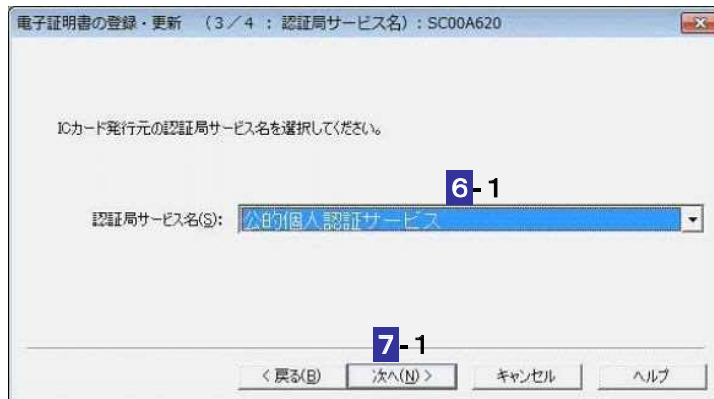 電子証明書の登録・更新 (3/4 : 認証局サービス名) : SC00A620
ICカード発行元の認証局サービス名を選択してください。
6-1
認証局サービス名(S): 公的個人認証サービス
7-1
< 戻る(B) 次へ(N) > キャンセル ヘルプ